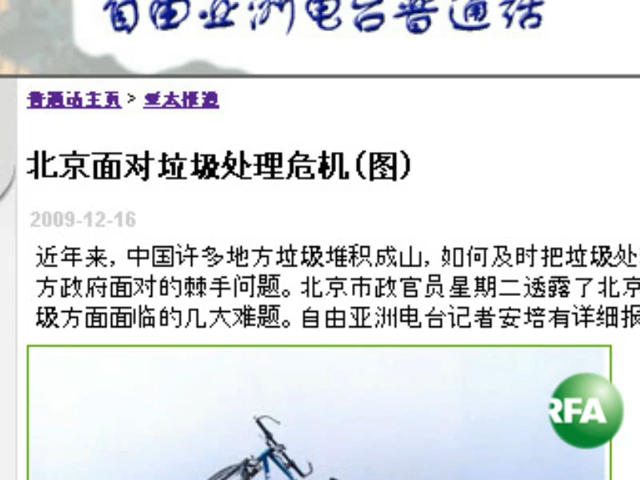 自由亚洲电台普通话
普通话主页 > 重大报道
北京面对垃圾处理危机(图)
2009-12-16
近年来,中国许多地方垃圾堆积成山,如何及时把垃圾处
方政府面对的棘手问题。北京市政官员星期二透露了北京
圾方面面临的几大难题。自由亚洲电台记者安培有详细报
RFA